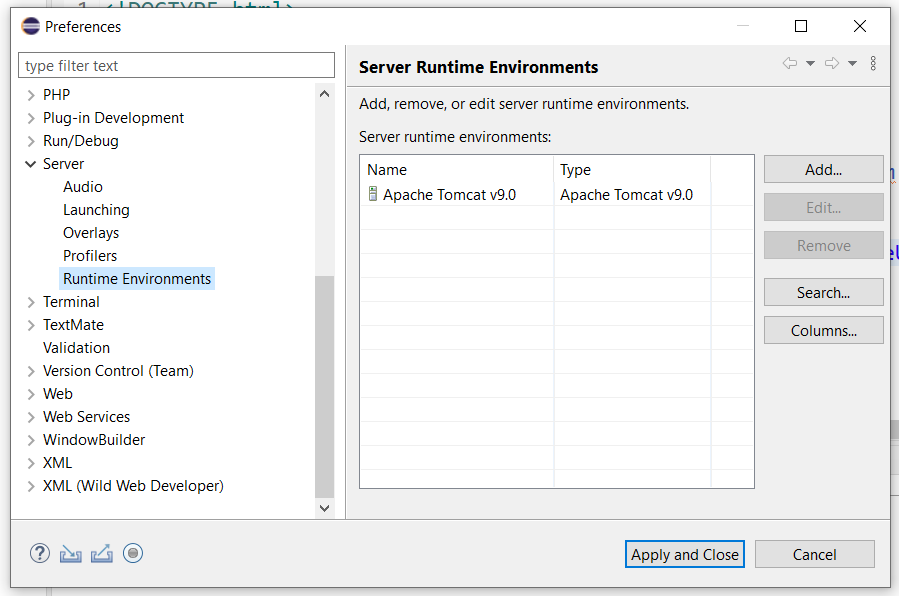 <!DOCTYPE html>
Preferences
type filter text
PHP
Plug-in Development
Run/Debug
Server
Audio
Launching
Overlays
Profilers
Runtime Environments
Terminal
TextMate
Validation
Version Control (Team)
Web
Web Services
WindowBuilder
XML
XML (Wild Web Developer)
Server Runtime Environments
Add, remove, or edit server runtime environments.
Server runtime environments:
Name Type
Apache Tomcat v9.0 Apache Tomcat v9.0
Add...
Edit...
Remove
Search...
Columns...
Apply and Close
Cancel